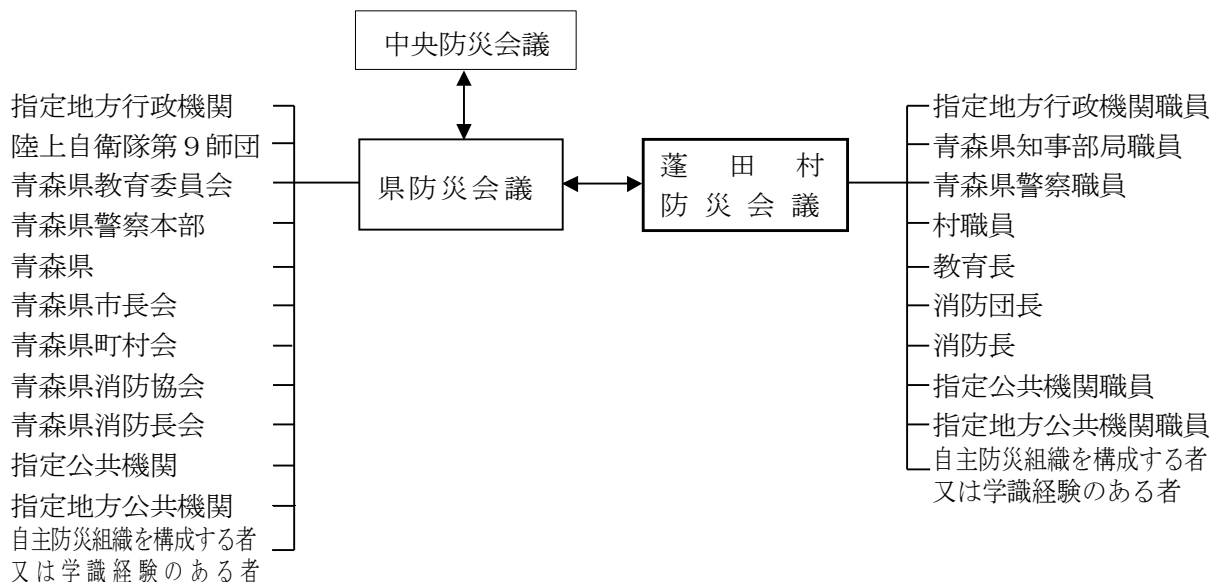 中央防災会議
指定地方行政機関
陸上自衛隊第９師団
青森県教育委員会
青森県警察本部
青森県
青森県市長会
青森県町村会
青森県消防協会
青森県消防長会
指定公共機関
指定地方公共機関
自主防災組織を構成する者
又は学識経験のある者
県防災会議
蓬田村
防災会議
指定地方行政機関職員
青森県知事部局職員
青森県警察職員
村職員
教育長
消防団長
消防長
指定公共機関職員
指定地方公共機関職員
自主防災組織を構成する者
又は学識経験のある者